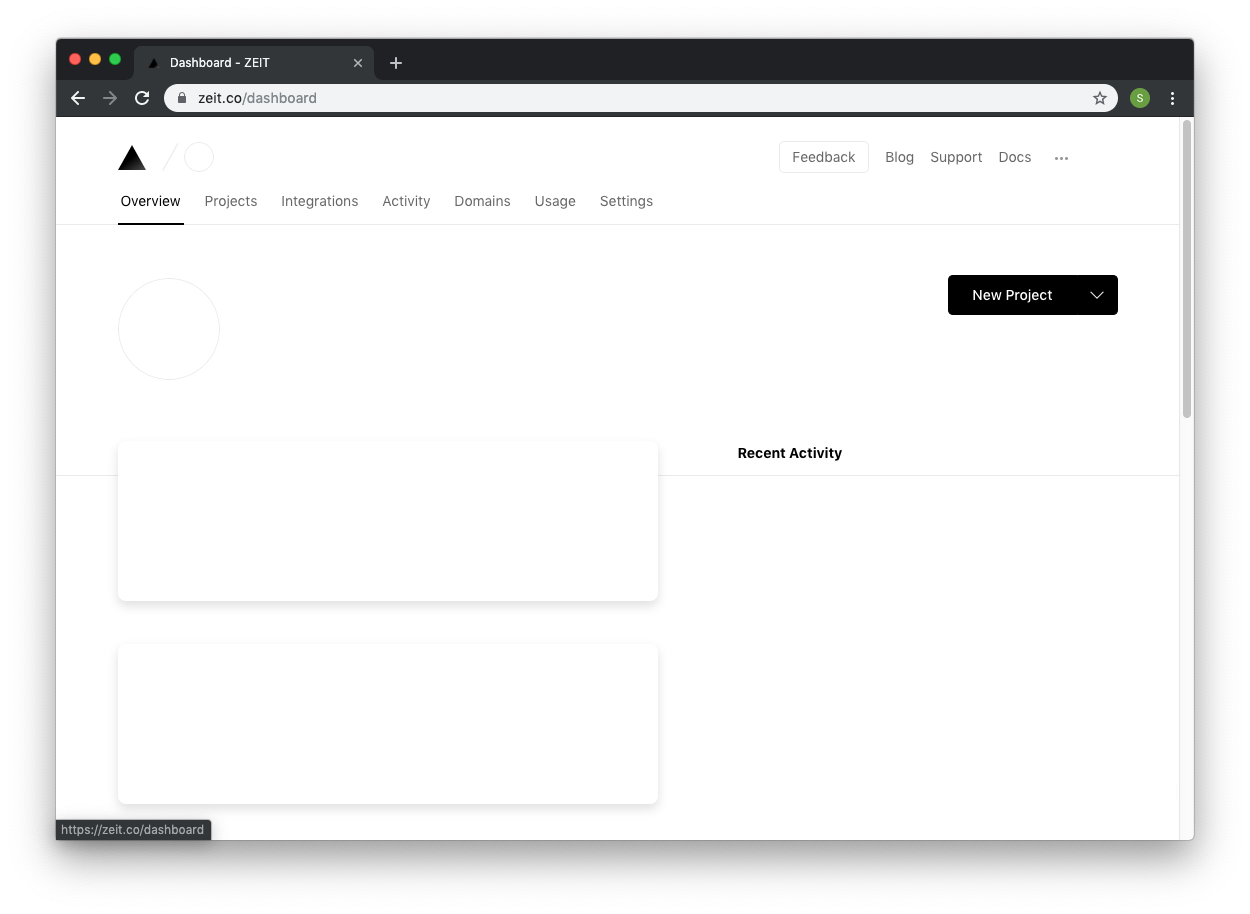 Dashboard - ZEIT
zeit.co/dashboard
S
Feedback Blog Support Docs
Overview Projects Integrations Activity Domains Usage Settings
New Project
Recent Activity
https://zeit.co/dashboard